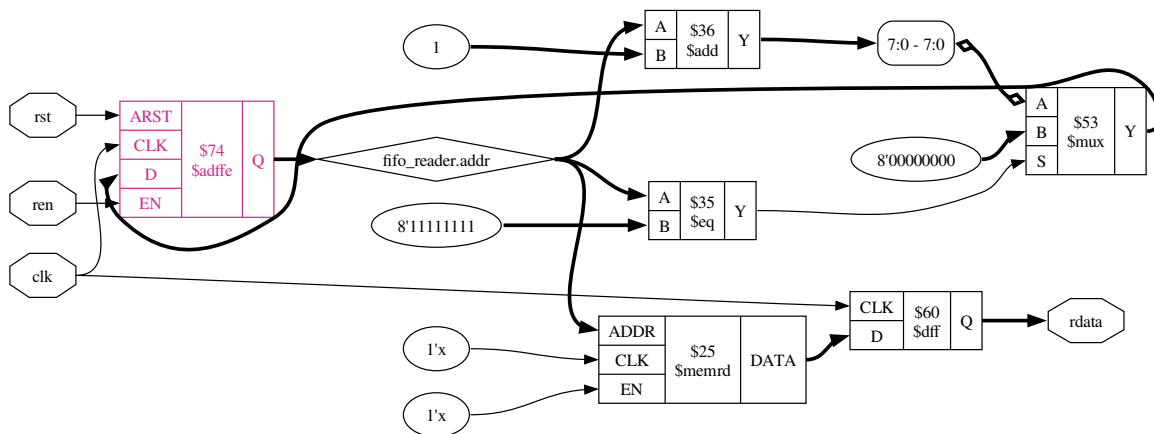 rst
ren
clk
ARST
CLK
D
EN
$74
$adffe
Q
fifo_reader.addr
1
A
B
$36
$add
Y
7:0 - 7:0
8'11111111
A
B
$35
$eq
Y
8'00000000
A
B
S
$53
$mux
Y
1'x
1'x
ADDR
CLK
EN
$25
$memrd
DATA
CLK
D
$60
$dff
Q
rdata